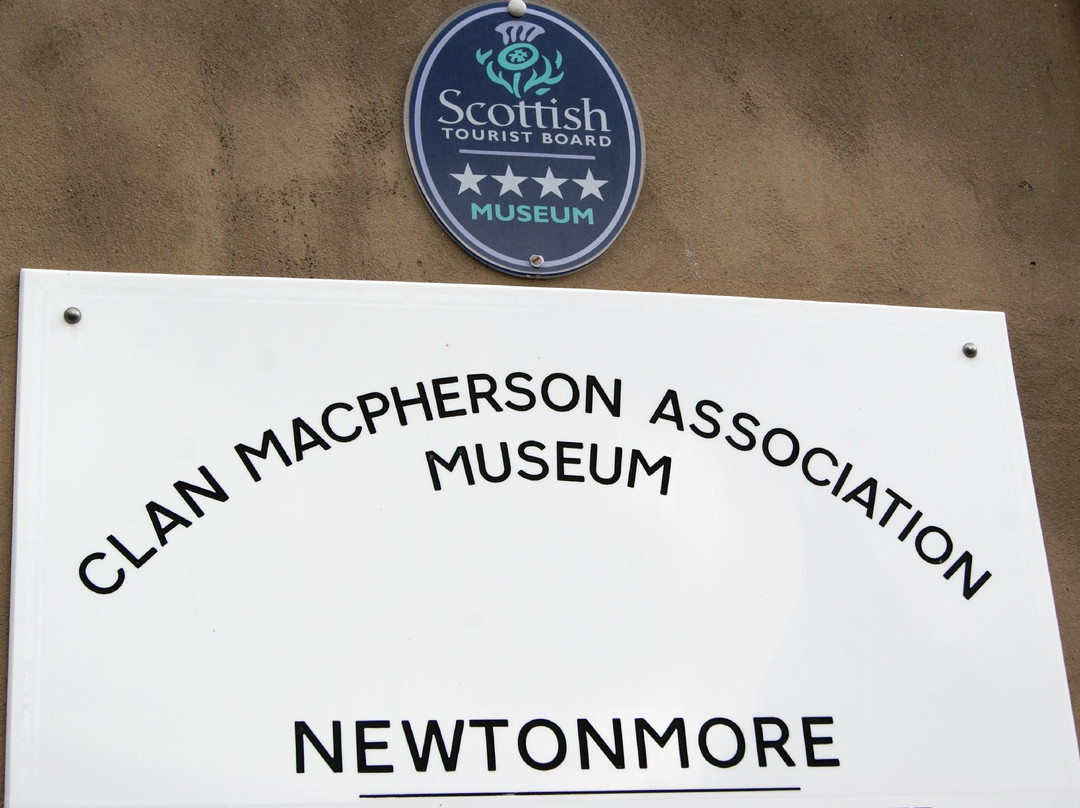 Scottish
TOURIST BOARD
MUSEUM
CLAN MACPHERSON ASSOCIATION
MUSEUM
NEWTONMORE